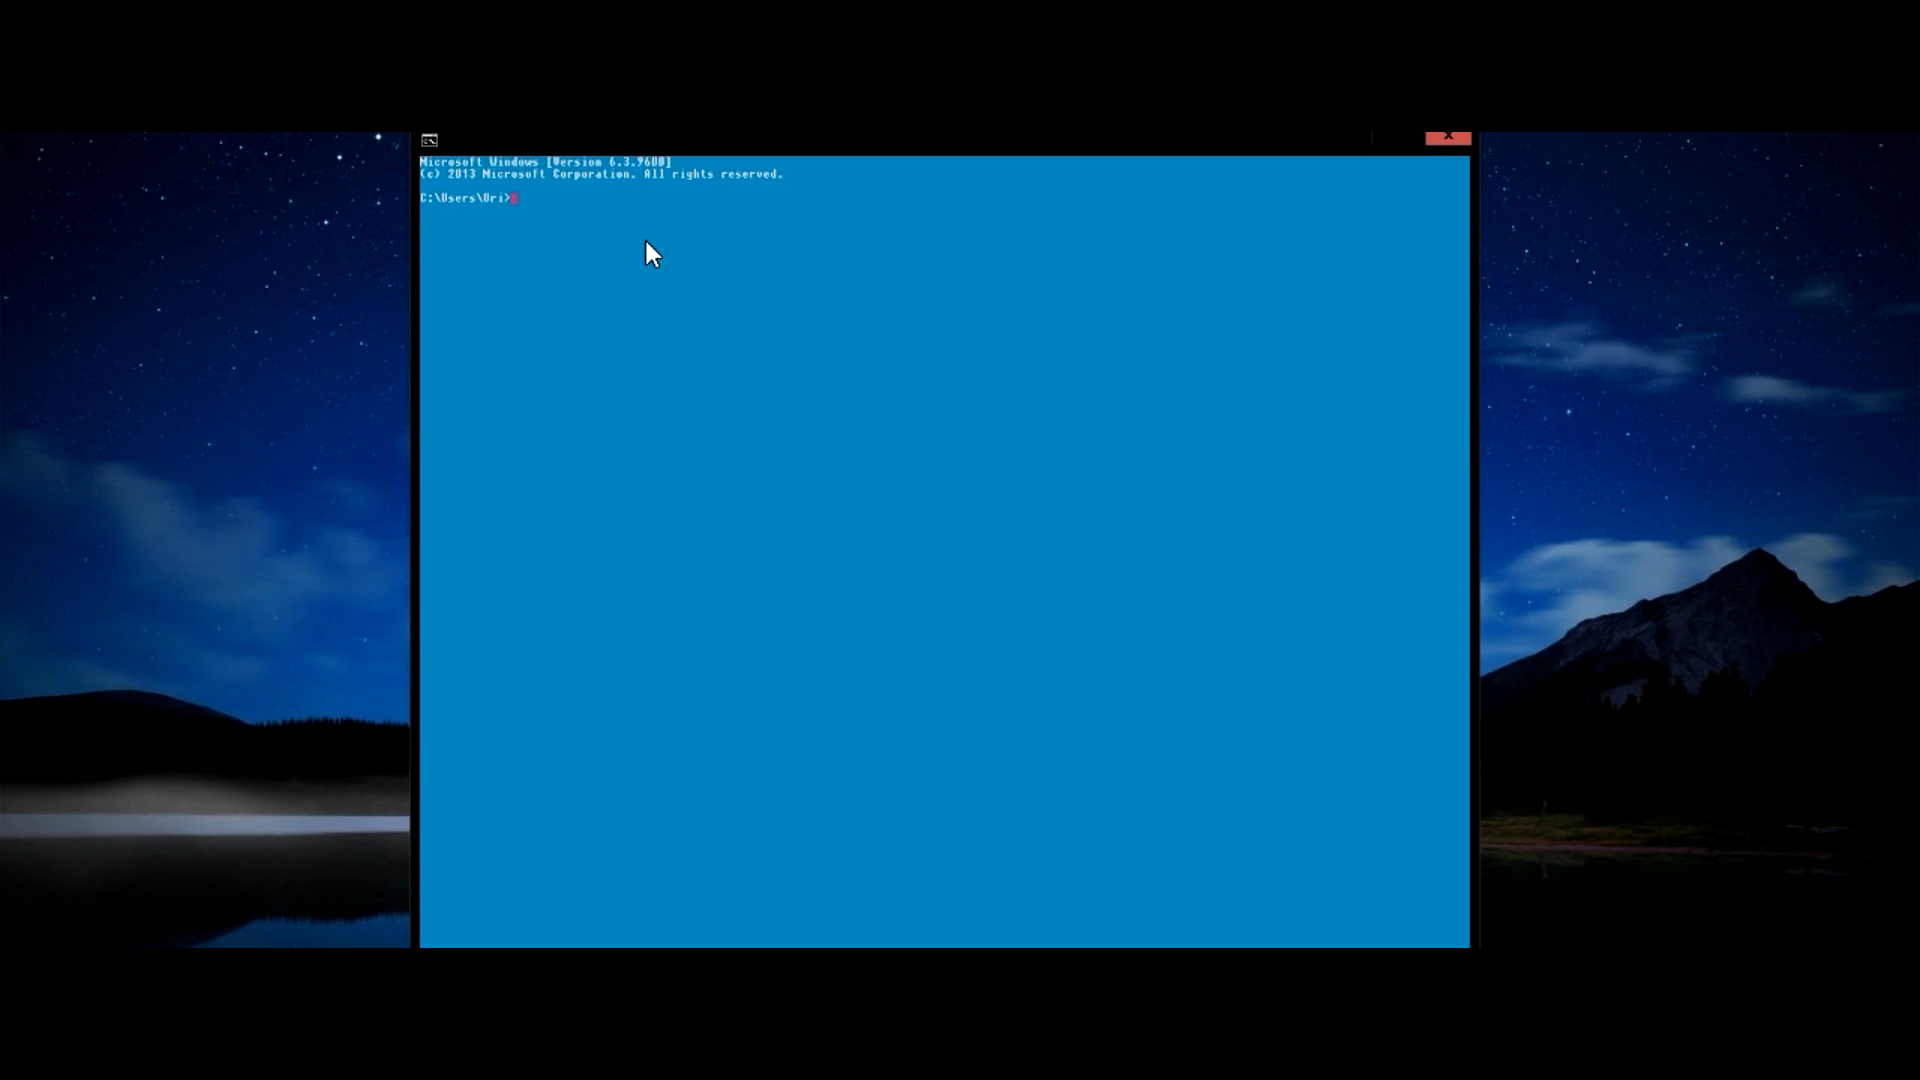 Microsoft Windows [Version 6.3.9600]
(c) 2013 Microsoft Corporation. All rights reserved.
C:\Users\Ori>